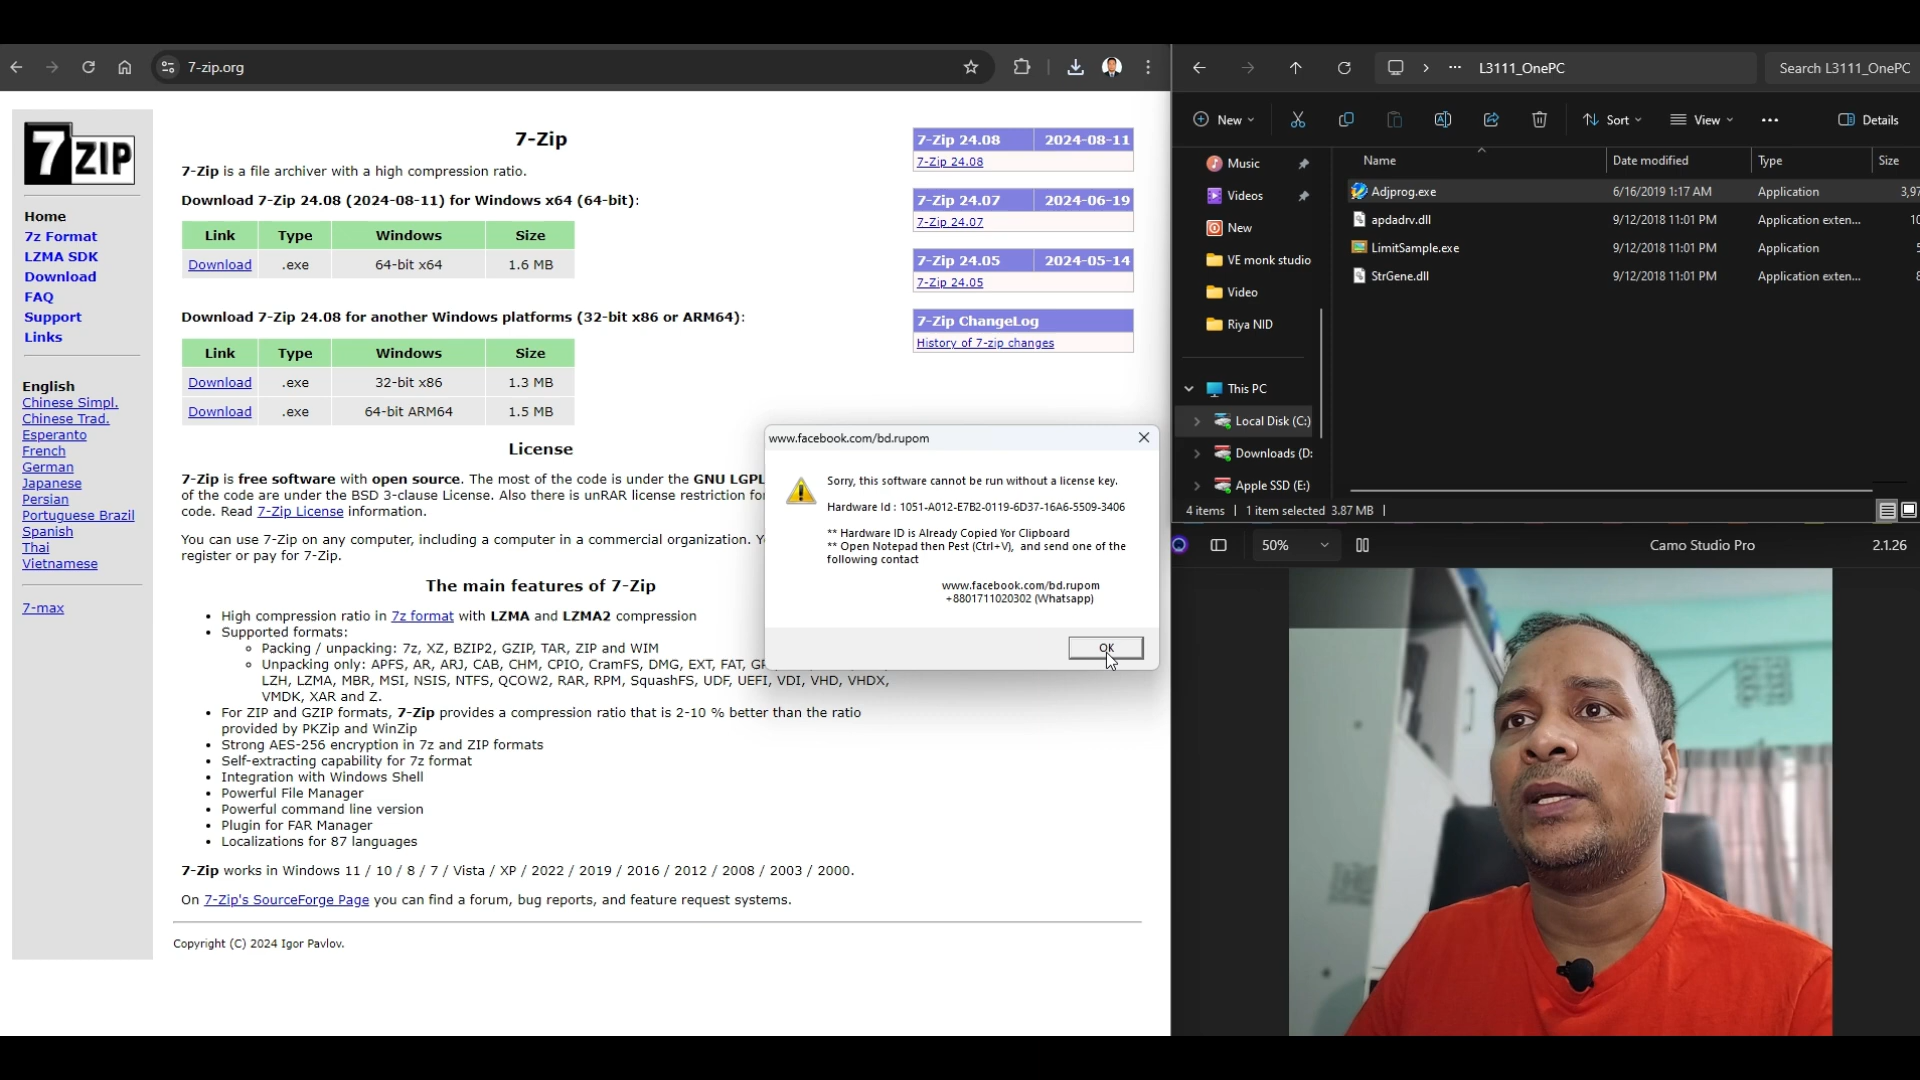 7-zip.org
7ZIP
Home
7z Format
LZMA SDK
Download
FAQ
Support
Links
English
Chinese Simpl.
Chinese Trad.
Esperanto
French
German
Japanese
Persian
Portuguese Brazil
Spanish
Thai
Vietnamese
7-max
7-Zip
7-Zip is a file archiver with a high compression ratio.
Download 7-Zip 24.08 (2024-08-11) for Windows x64 (64-bit):
Link Type Windows Size
Download .exe 64-bit x64 1.6 MB
Download 7-Zip 24.08 for another Windows platforms (32-bit x86 or ARM64):
Link Type Windows Size
Download .exe 32-bit x86 1.3 MB
Download .exe 64-bit ARM64 1.5 MB
License
7-Zip is free software with open source. The most of the code is under the GNU LGPL
of the code are under the BSD 3-clause License. Also there is unRAR license restriction for
code. Read 7-Zip License information.
You can use 7-Zip on any computer, including a computer in a commercial organization.
register or pay for 7-Zip.
The main features of 7-Zip
High compression ratio in 7z format with LZMA and LZMA2 compression
Supported formats:
Packing / unpacking: 7z, XZ, BZIP2, GZIP, TAR, ZIP and WIM
Unpacking only: APFS, AR, ARJ, CAB, CHM, CPIO, CramFS, DMG, EXT, FAT,
LZH, LZMA, MBR, MSI, NSIS, NTFS, QCOW2, RAR, RPM, SquashFS, UDF, UEFI, VDI, VHD, VHDX,
VMDK, XAR and Z.
For ZIP and GZIP formats, 7-Zip provides a compression ratio that is 2-10 % better than the ratio
provided by PKZip and WinZip
Strong AES-256 encryption in 7z and ZIP formats
Self-extracting capability for 7z format
Integration with Windows Shell
Powerful File Manager
Powerful command line version
Plugin for FAR Manager
Localizations for 87 languages
7-Zip works in Windows 11 / 10 / 8 / 7 / Vista / XP / 2022 / 2019 / 2016 / 2012 / 2008 / 2003 / 2000.
On 7-Zip's SourceForge Page you can find a forum, bug reports, and feature request systems.
Copyright (C) 2024 Igor Pavlov.
7-Zip 24.08 2024-08-11
7-Zip 24.08
7-Zip 24.07 2024-06-19
7-Zip 24.07
7-Zip 24.05 2024-05-14
7-Zip 24.05
7-Zip ChangeLog
History of 7-zip changes
www.facebook.com/bd.rupom
Sorry, this software cannot be run without a license key.
Hardware Id : 1051-A012-E7B2-0119-6D37-16A6-5509-3406
** Hardware ID is Already Copied Yor Clipboard
** Open Notepad then Pest (Ctrl+V), and send one of the
following contact
www.facebook.com/bd.rupom
+8801711020302 (Whatsapp)
OK
L3111_OnePC
Search L3111_OnePC
New Sort View Details
Music
Videos
New
VE monk studio
Video
Riya NID
This PC
Local Disk (C:)
Downloads (D:
Apple SSD (E:)
Name Date modified Type Size
Adjprog.exe 6/16/2019 1:17 AM Application 3,97
apdadrv.dll 9/12/2018 11:01 PM Application exten...
LimitSample.exe 9/12/2018 11:01 PM Application
StrGene.dll 9/12/2018 11:01 PM Application exten...
4 items 1 item selected 3.87 MB
50% Camo Studio Pro 2.1.26